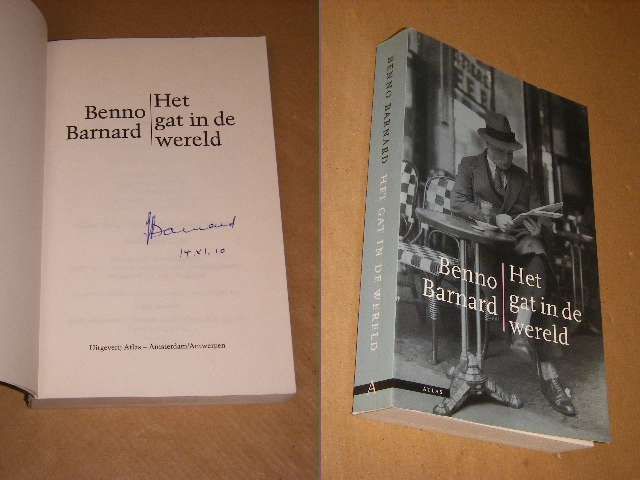 Benno
Barnard
Het
gat in de
wereld
Barnard
14.XI.10
Uitgeverij Atlas – Amsterdam/Antwerpen
BENNO BARNARD HET GAT IN DE WERELD
A
ATLAS
Benno
Barnard
Het
gat in de
wereld